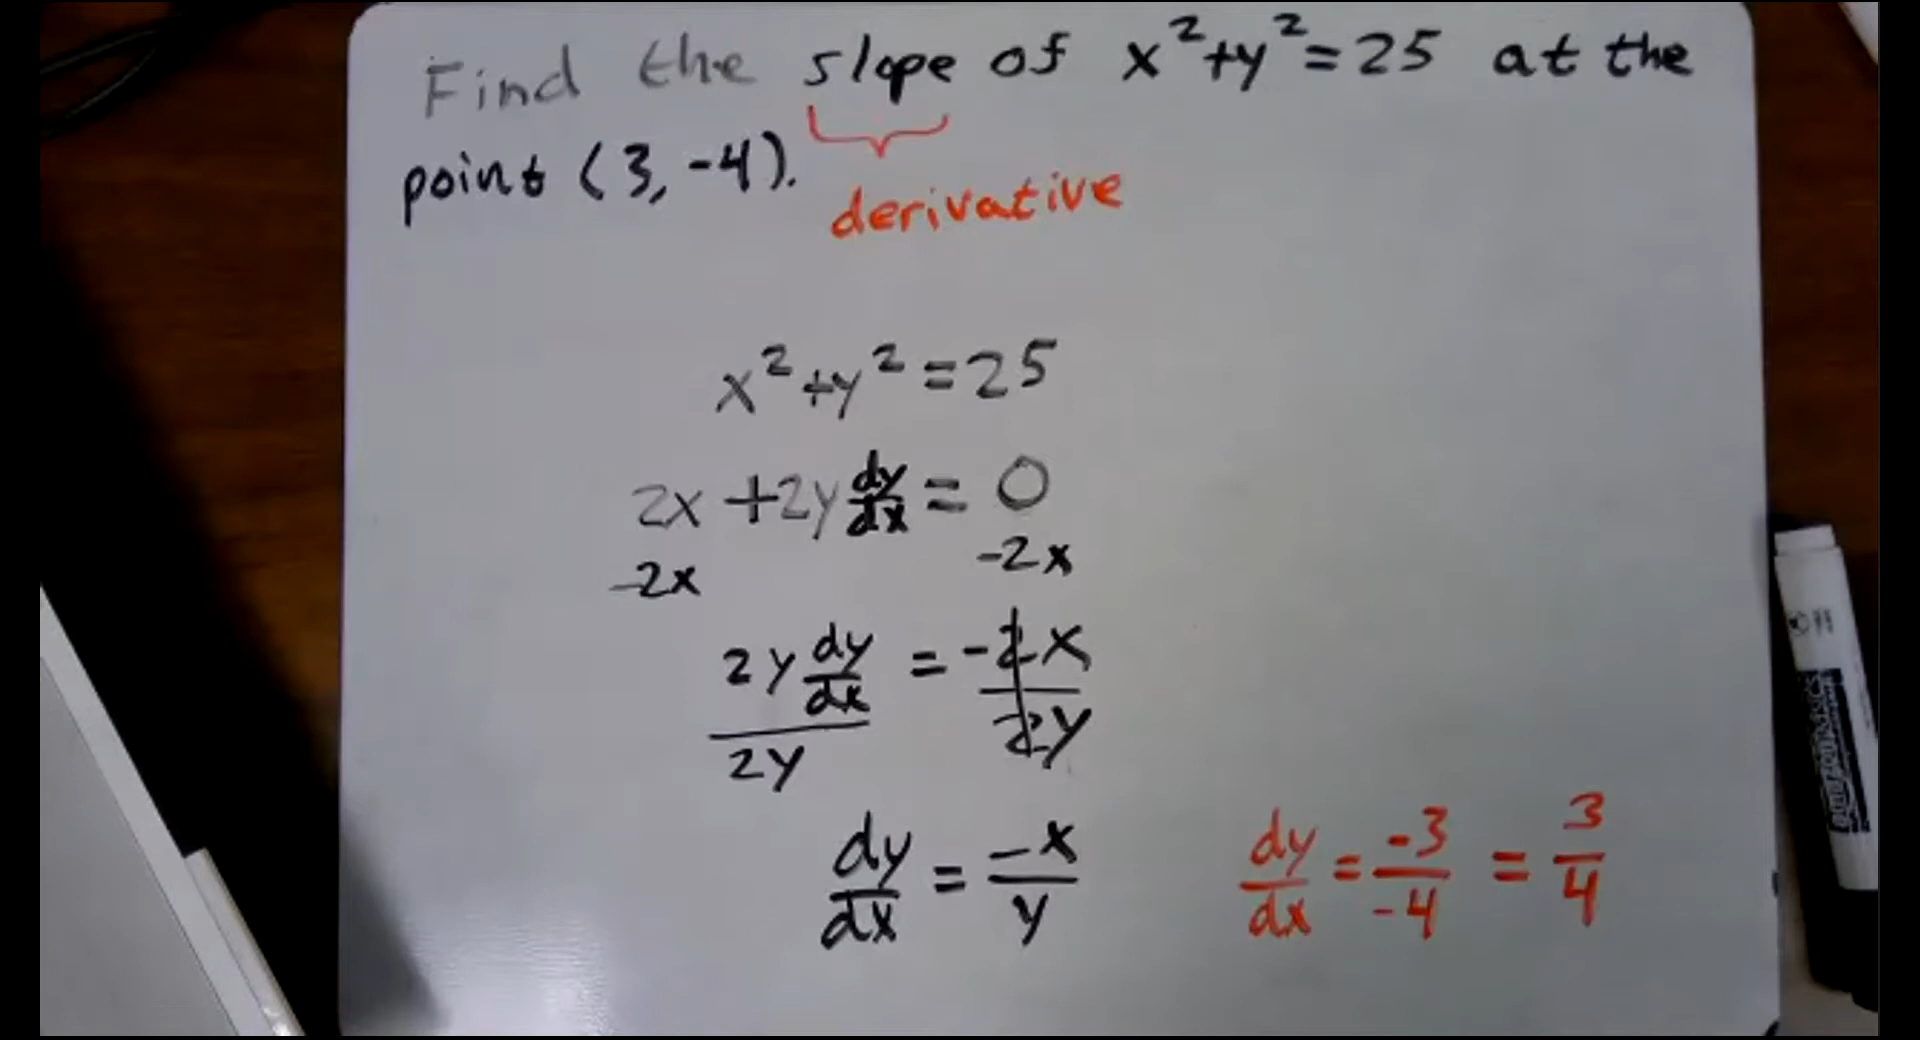 Find the slope of x²+y²=25 at the
point (3,-4).
derivative
x²+y²=25
2x+2y dy/dx = 0
-2x -2x
2y dy/dx / 2y = -2x / 2y
dy/dx = -x/y
dy/dx = -3/-4 = 3/4